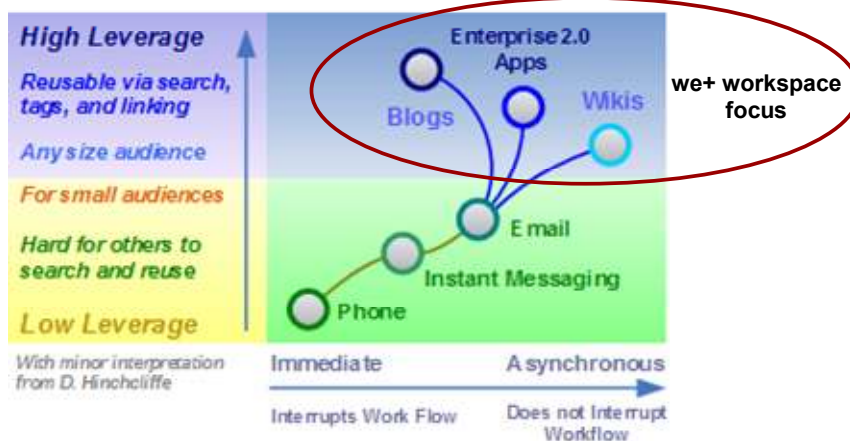 High Leverage
Reusable via search,
tags, and linking
Any size audience
For small audiences
Hard for others to
search and reuse
Low Leverage
With minor interpretation
from D. Hinchcliffe
Enterprise 2.0
Apps
Blogs
Wikis
we+ workspace
focus
Email
Instant Messaging
Phone
Immediate
Asynchronous
Interrupts Work Flow
Does not Interrupt
Workflow